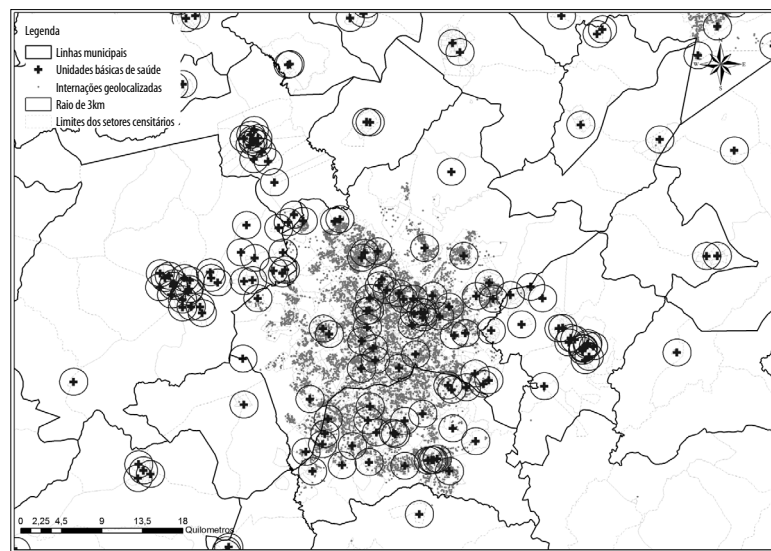 Legenda
Linhas municipais
Unidades básicas de saúde
Internações geolocalizadas
Raio de 3km
Limites dos setores censitários
N
E
S
0 2,25 4,5 9 13,5 18
Quilometros